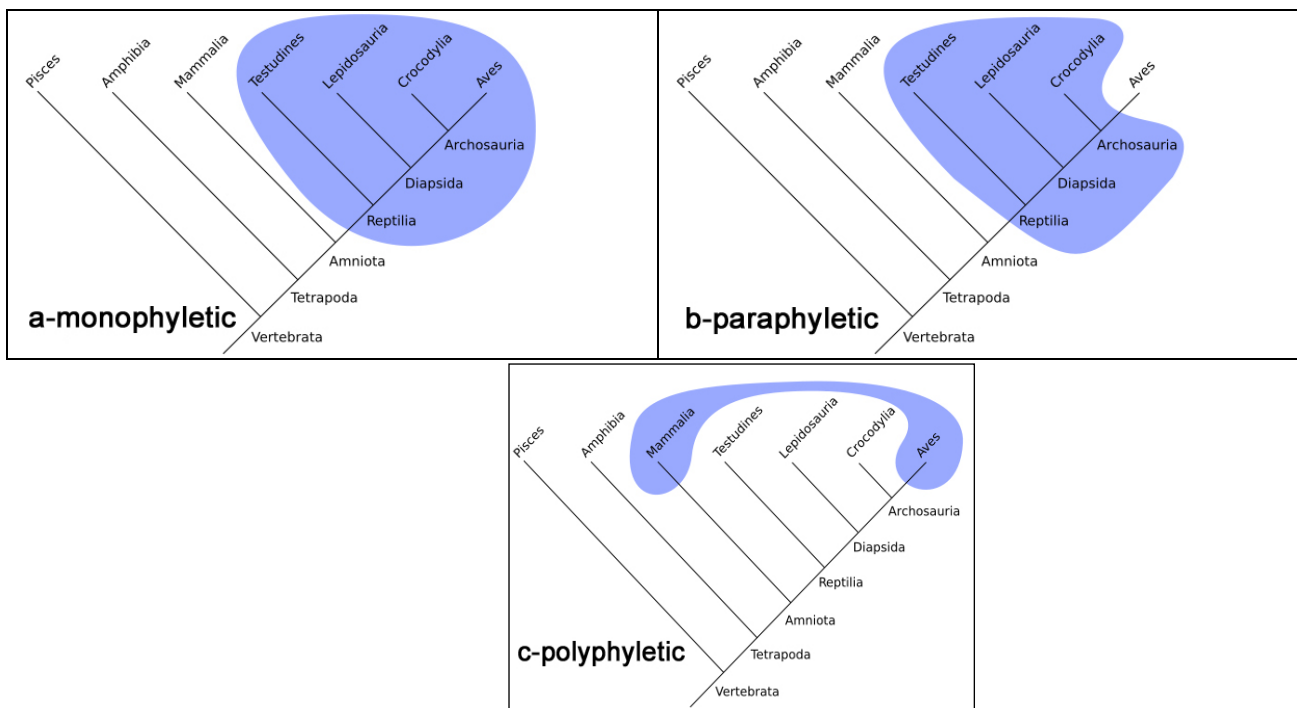 Pisces
Amphibia
Mammalia
Testudines
Lepidosauria
Crocodylia
Aves
Archosauria
Diapsida
Reptilia
Amniota
Tetrapoda
Vertebrata
a-monophyletic
Pisces
Amphibia
Mammalia
Testudines
Lepidosauria
Crocodylia
Aves
Archosauria
Diapsida
Reptilia
Amniota
Tetrapoda
Vertebrata
b-paraphyletic
Pisces
Amphibia
Mammalia
Testudines
Lepidosauria
Crocodylia
Aves
Archosauria
Diapsida
Reptilia
Amniota
Tetrapoda
Vertebrata
c-polyphyletic